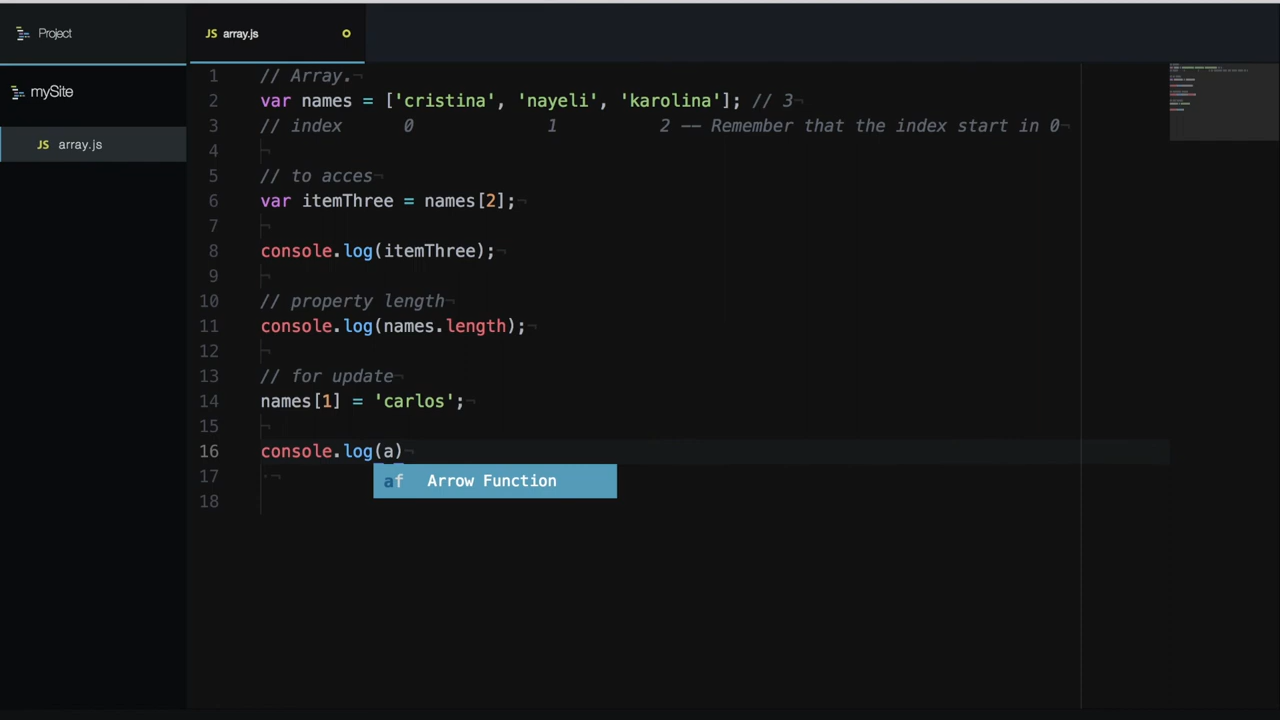 Project
JS array.js
mySite
JS array.js
1 // Array.
2 var names = ['cristina', 'nayeli', 'karolina']; // 3
3 // index 0 1 2 -- Remember that the index start in 0
4
5 // to acces
6 var itemThree = names[2];
7
8 console.log(itemThree);
9
10 // property length
11 console.log(names.length);
12
13 // for update
14 names[1] = 'carlos';
15
16 console.log(a)
17
18
af Arrow Function